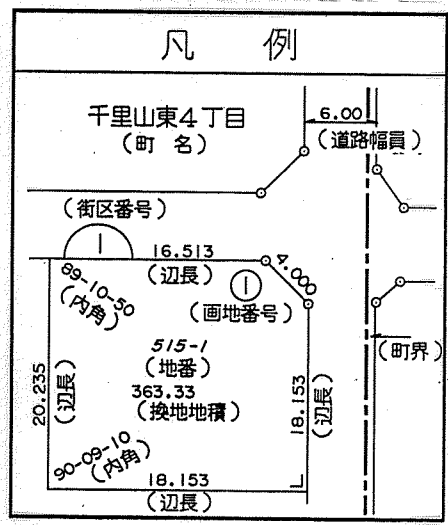 凡 例
千里山東4丁目
(町 名)
6.00
(道路幅員)
(街区番号)
1
16.513
(辺長)
4.000
89-10-50
(内角)
1
(画地番号)
515-1
(地番)
363.33
(換地地積)
20.235
(辺長)
18.153
(辺長)
(町界)
90-09-10
(内角)
18.153
(辺長)